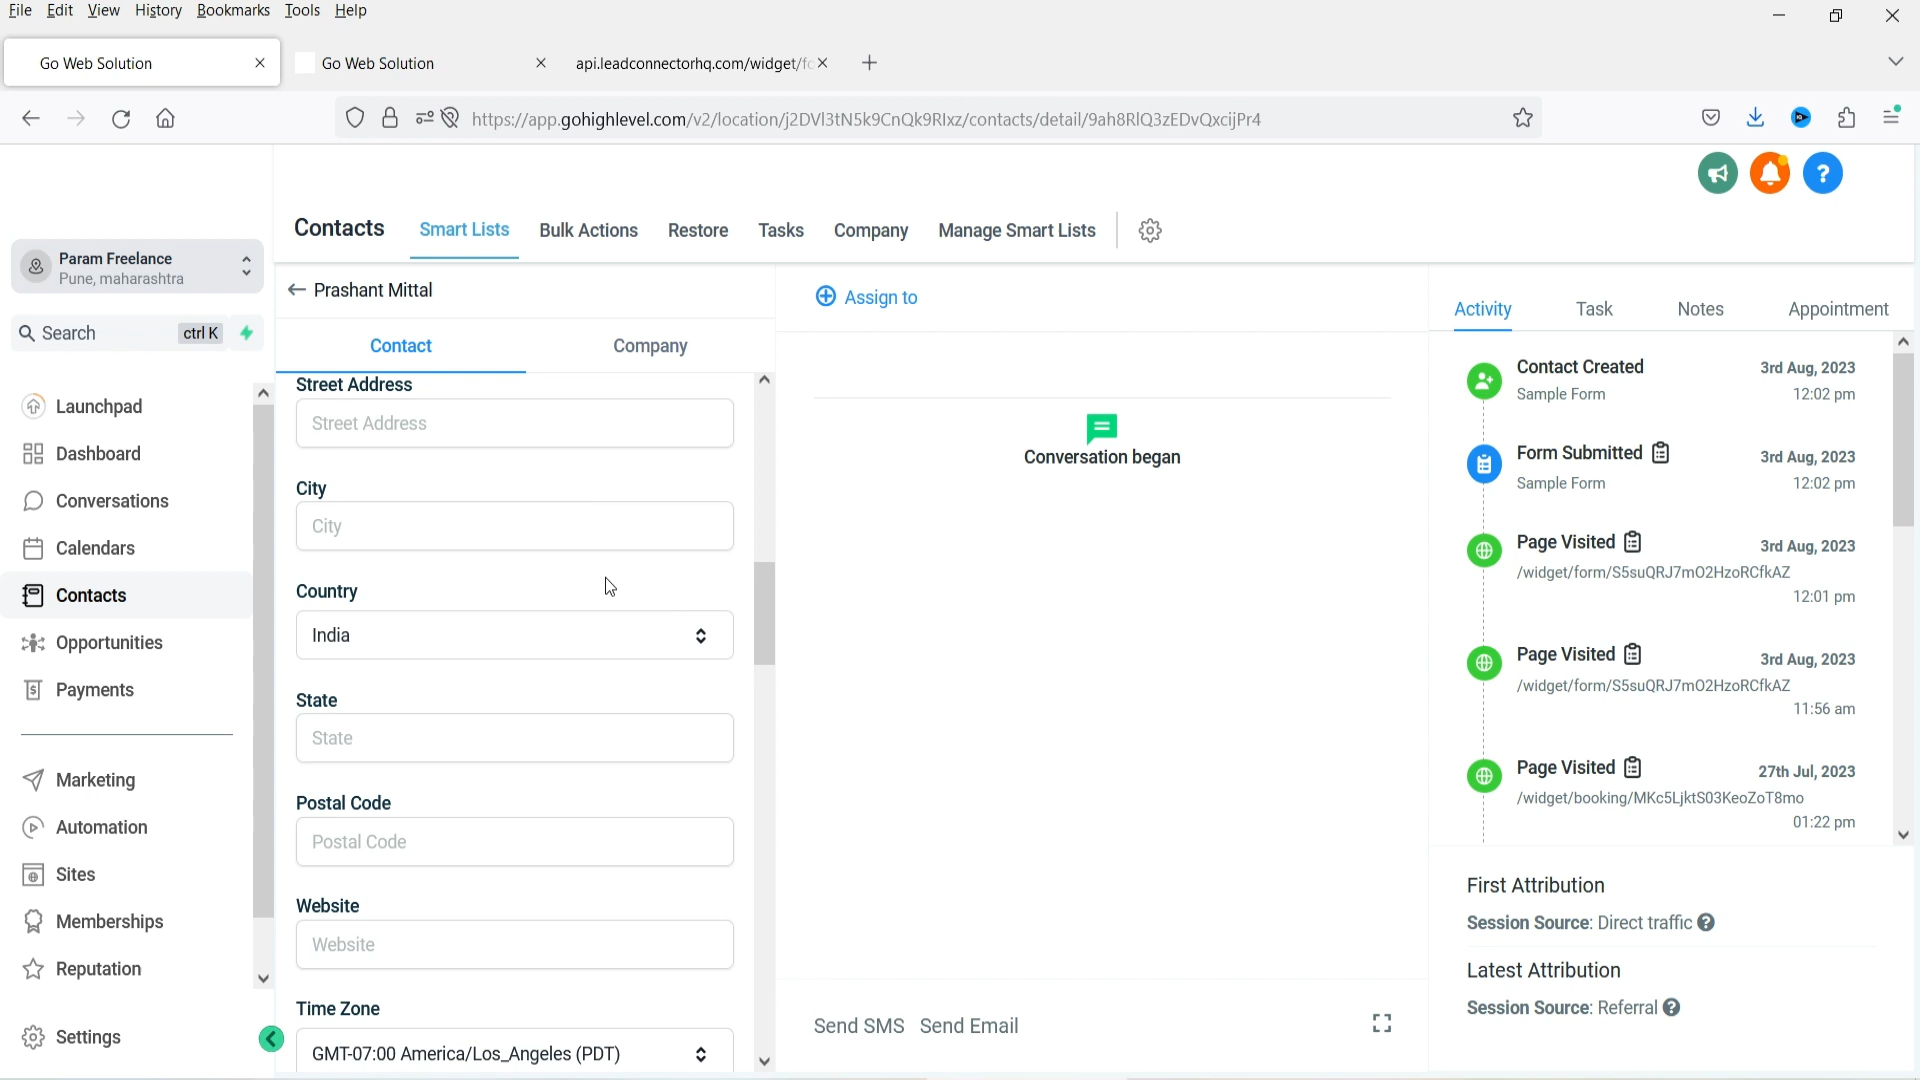 File Edit View History Bookmarks Tools Help
Go Web Solution
Go Web Solution
api.leadconnectorhq.com/widget/fo
https://app.gohighlevel.com/v2/location/j2DVl3tN5k9CnQk9RIxz/contacts/detail/9ah8RlQ3zEDvQxcijPr4
?
Contacts Smart Lists Bulk Actions Restore Tasks Company Manage Smart Lists
Param Freelance
Pune, maharashtra
Search ctrl K
Launchpad
Dashboard
Conversations
Calendars
Contacts
Opportunities
Payments
Marketing
Automation
Sites
Memberships
Reputation
Settings
Prashant Mittal
Contact Company
Street Address
Street Address
City
City
Country
India
State
State
Postal Code
Postal Code
Website
Website
Time Zone
GMT-07:00 America/Los_Angeles (PDT)
Assign to
Conversation began
Send SMS Send Email
Activity Task Notes Appointment
Contact Created 3rd Aug, 2023
Sample Form 12:02 pm
Form Submitted 3rd Aug, 2023
Sample Form 12:02 pm
Page Visited 3rd Aug, 2023
/widget/form/S5suQRJ7mO2HzoRCfkAZ
12:01 pm
Page Visited 3rd Aug, 2023
/widget/form/S5suQRJ7mO2HzoRCfkAZ
11:56 am
Page Visited 27th Jul, 2023
/widget/booking/MKc5LjktS03KeoZoT8mo
01:22 pm
First Attribution
Session Source: Direct traffic ?
Latest Attribution
Session Source: Referral ?